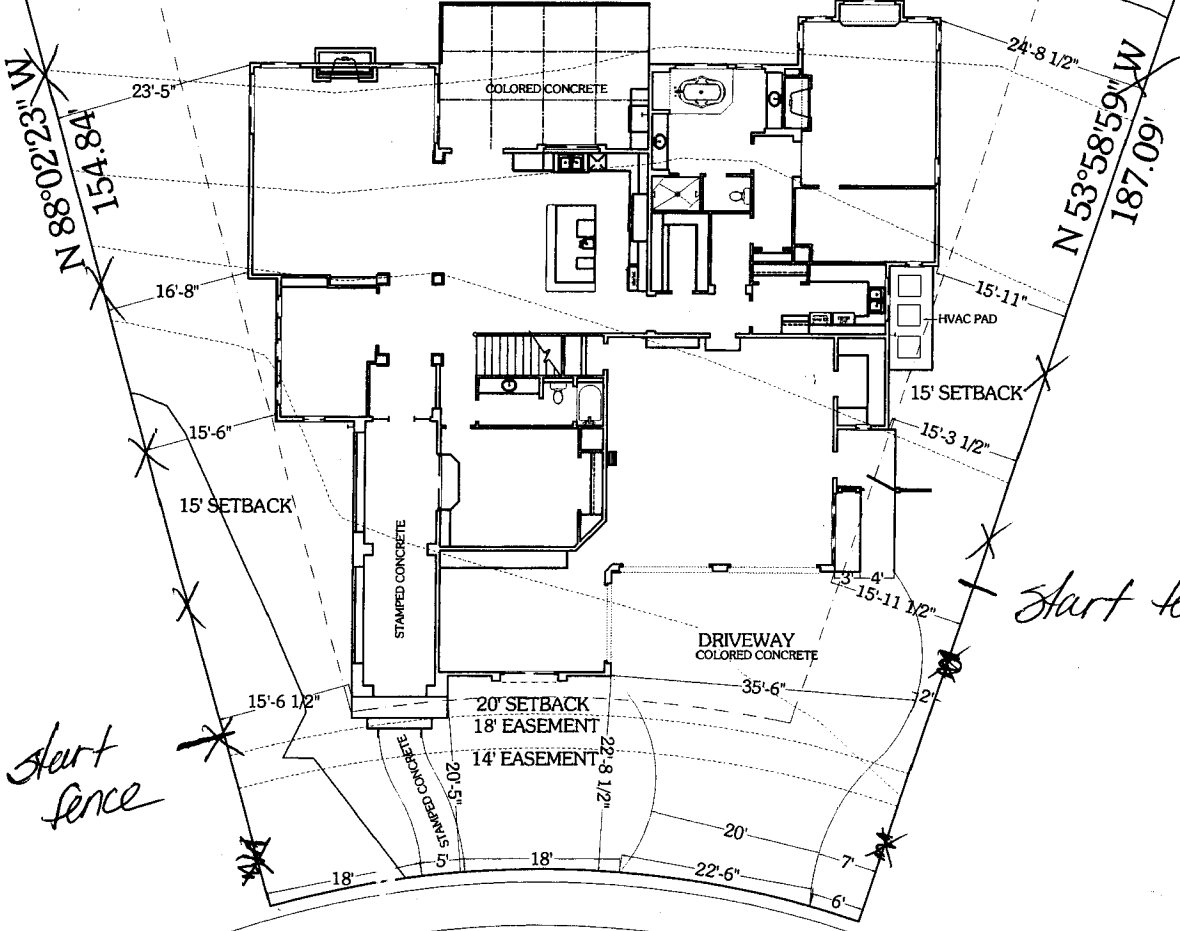 24'-8 1/2"
23'-5"
COLORED CONCRETE
N 88°02'23" W
154.84'
N 53°58'59" W
187.09'
16'-8"
15'-11"
HVAC PAD
15' SETBACK
15'-6"
15'-3 1/2"
15' SETBACK
STAMPED CONCRETE
3'
4'
15'-11 1/2"
start
DRIVEWAY
COLORED CONCRETE
35'-6"
2'
15'-6 1/2"
20' SETBACK
18' EASEMENT
14' EASEMENT
start
fence
STAMPED CONCRETE
20'-5"
22'-8 1/2"
20'
7'
18'
5'
18'
22'-6"
6'